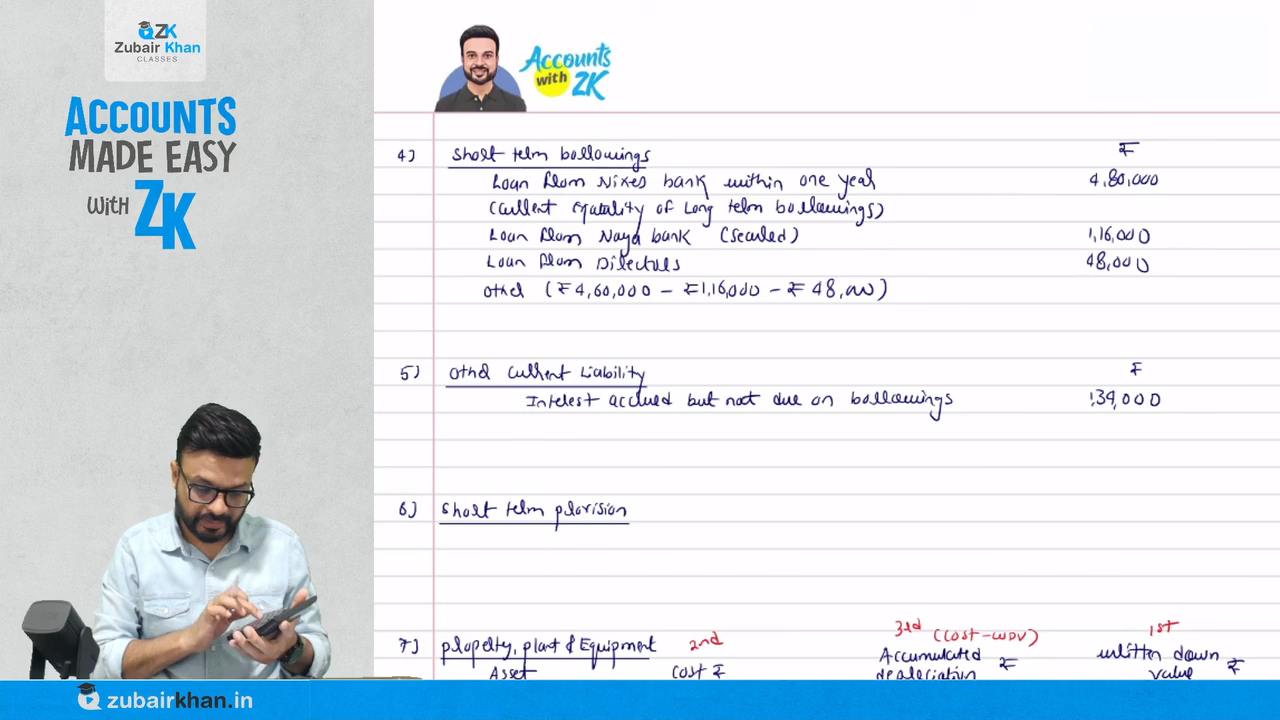 ZK
Zubair Khan
CLASSES
ACCOUNTS
MADE EASY
WITH ZK
Accounts
with ZK
4) Short term borrowings ₹
Loan from Nixes bank within one year 4,80,000
(Current maturity of Long term borrowings)
Loan from Naya bank (Secured) 1,16,000
Loan from Directors 48,000
Other (₹4,60,000 - ₹1,16,000 - ₹48,000)
5) Other current Liability ₹
Interest accrued but not due on borrowings 1,34,000
6) Short term provision
7) Property, plant & Equipment 2nd 3rd (Cost-WDV) 1st
Asset Cost ₹ Accumulated depreciation ₹ written down value ₹
zubairkhan.in